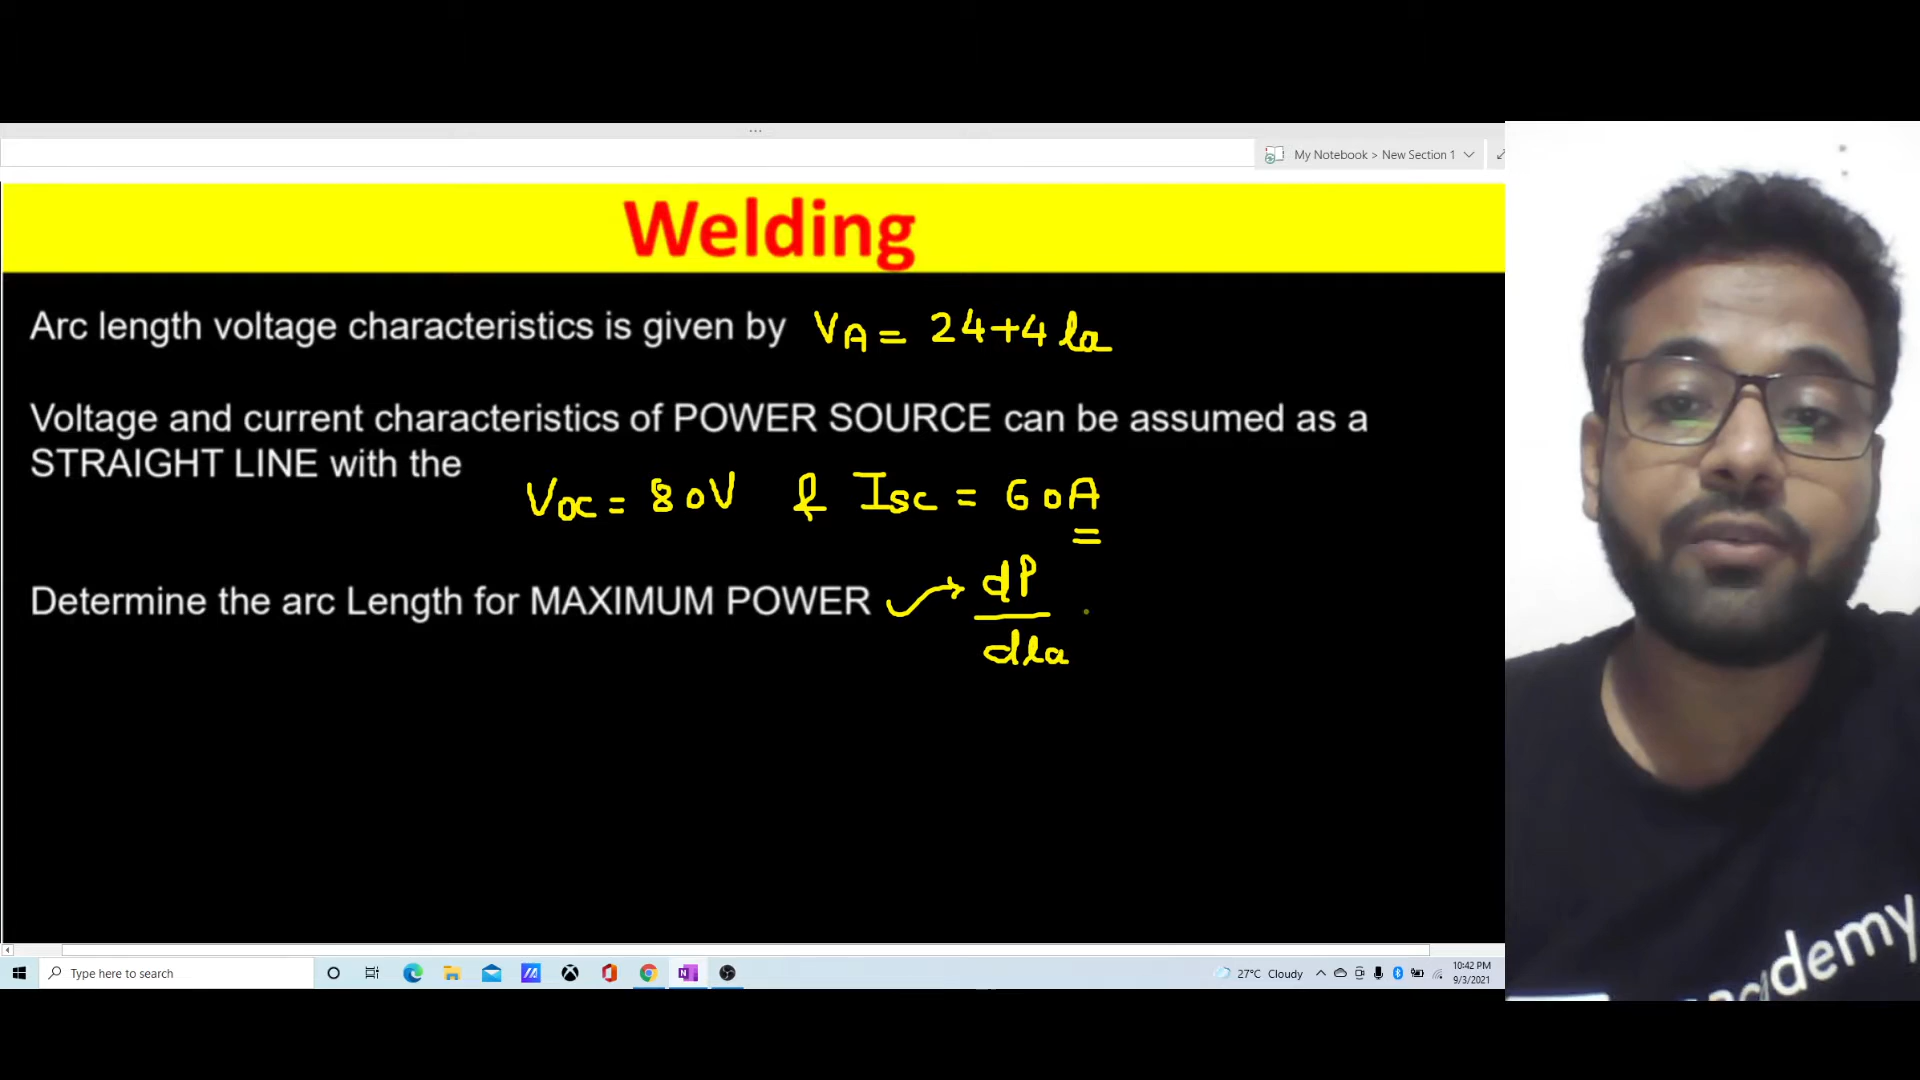 ...
My Notebook > New Section 1
Welding
Arc length voltage characteristics is given by VA = 24+4 la
Voltage and current characteristics of POWER SOURCE can be assumed as a
STRAIGHT LINE with the
VOC = 80V & ISC = 60A
Determine the arc Length for MAXIMUM POWER
dP
dla
Type here to search
27°C Cloudy
10:42 PM
9/3/2021